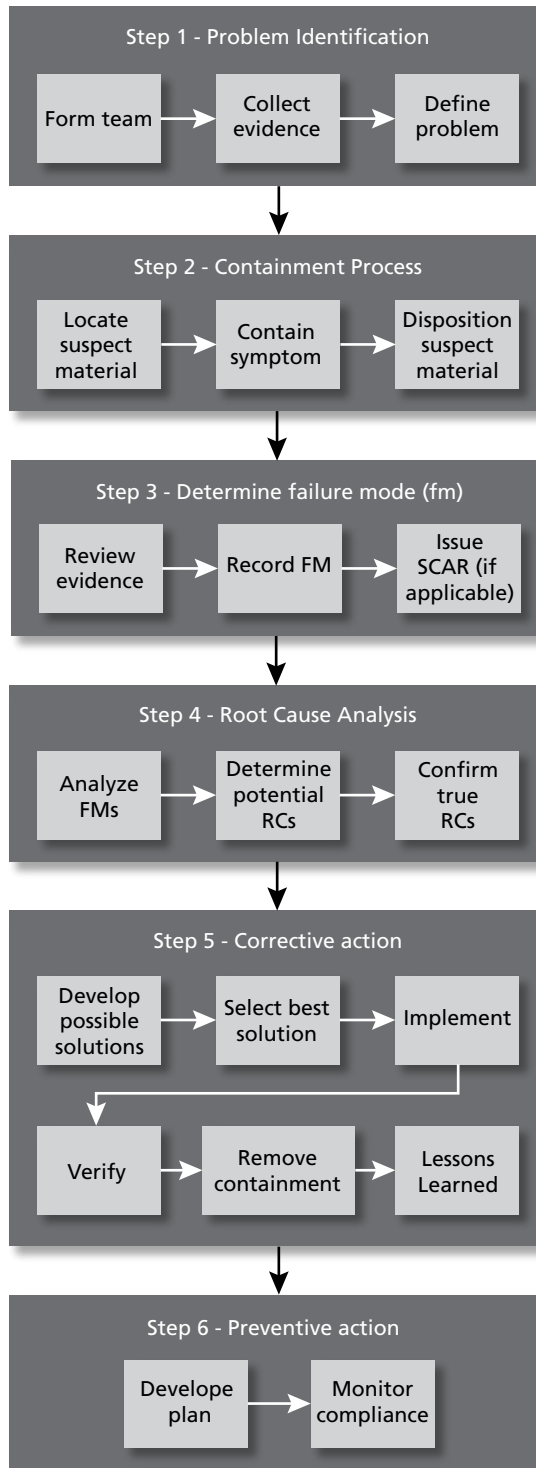 Step 1 - Problem Identification
Form team
Collect
evidence
Define
problem
Step 2 - Containment Process
Locate
suspect
material
Contain
symptom
Disposition
suspect
material
Step 3 - Determine failure mode (fm)
Review
evidence
Record FM
Issue
SCAR (if
applicable)
Step 4 - Root Cause Analysis
Analyze
FMs
Determine
potential
RCs
Confirm
true
RCs
Step 5 - Corrective action
Develop
possible
solutions
Select best
solution
Implement
Verify
Remove
containment
Lessons
Learned
Step 6 - Preventive action
Develope
plan
Monitor
compliance